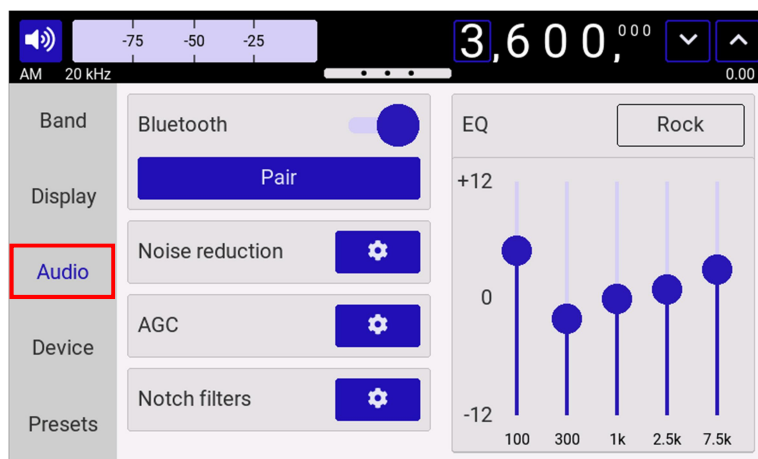 -75 -50 -25
3,600,000
AM 20 kHz
0.00
Band
Display
Audio
Device
Presets
Bluetooth
Pair
Noise reduction
AGC
Notch filters
EQ Rock
+12
0
-12
100 300 1k 2.5k 7.5k